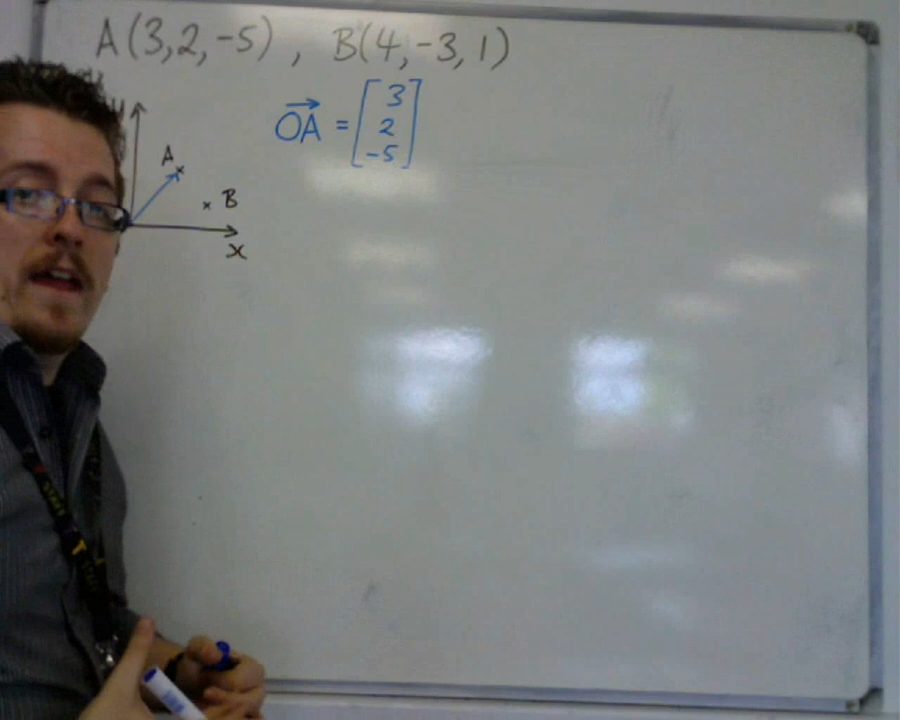 A(3,2,-5) , B(4,-3,1)
OA = [3
2
-5]
y
A
B
x